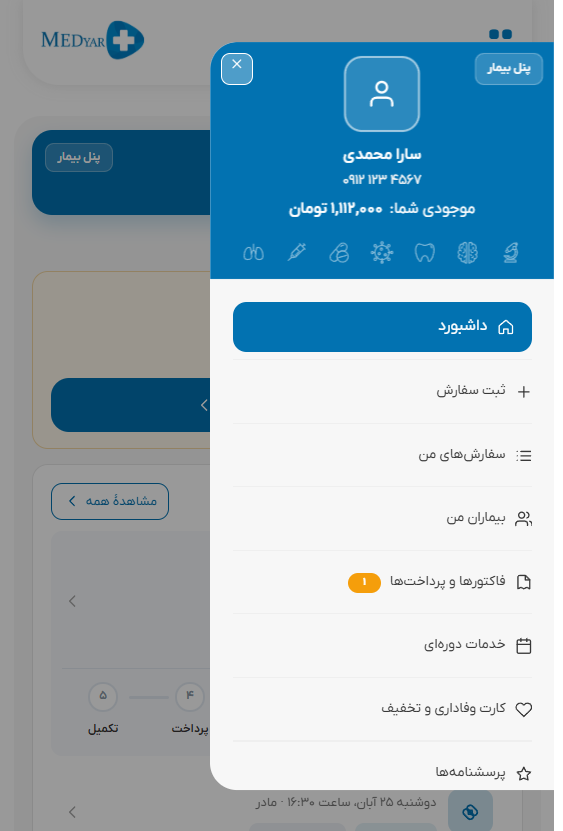 MEDYAR
پنل بیمار
×
سارا محمدی
۰۹۱۲ ۱۲۳ ۴۵۶۷
موجودی شما: ۱,۱۱۲,۰۰۰ تومان
داشبورد
ثبت سفارش
سفارش‌های من
بیماران من
فاکتورها و پرداخت‌ها ۱
خدمات دوره‌ای
کارت وفاداری و تخفیف
پرسشنامه‌ها
پنل بیمار
مشاهدهٔ همه
۴ ۵
پرداخت تکمیل
دوشنبه ۲۵ آبان، ساعت ۱۶:۳۰ · مادر